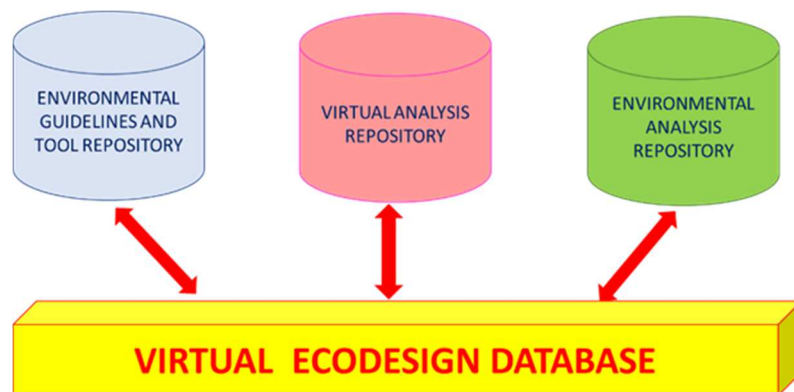 ENVIRONMENTAL
GUIDELINES AND
TOOL REPOSITORY
VIRTUAL ANALYSIS
REPOSITORY
ENVIRONMENTAL
ANALYSIS
REPOSITORY
VIRTUAL ECODESIGN DATABASE